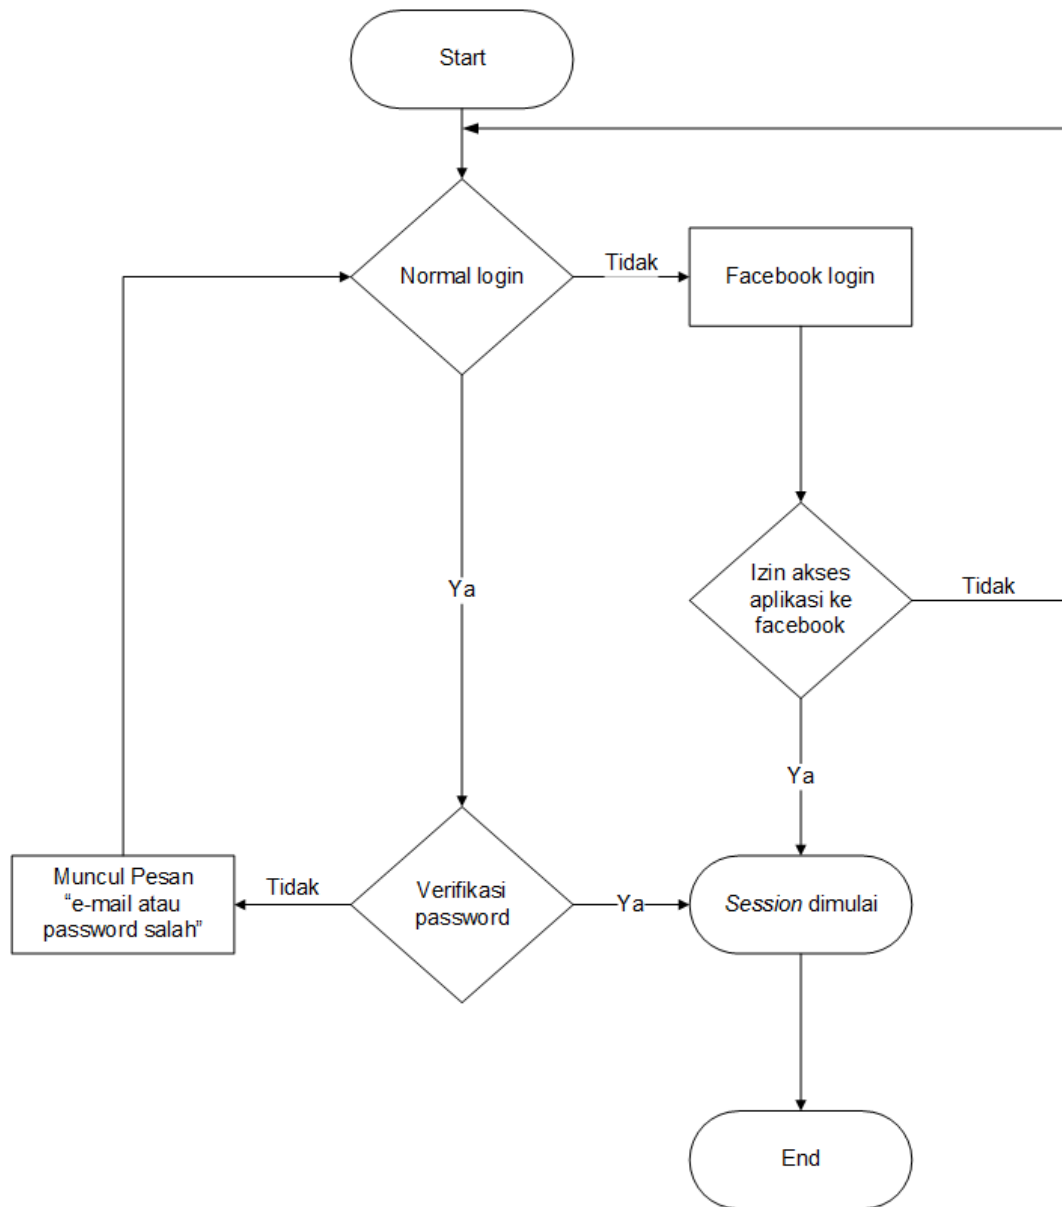 Start
Normal login
Tidak
Facebook login
Ya
Izin akses
aplikasi ke
facebook
Tidak
Ya
Muncul Pesan
“e-mail atau
password salah”
Tidak
Verifikasi
password
Ya
Session dimulai
End